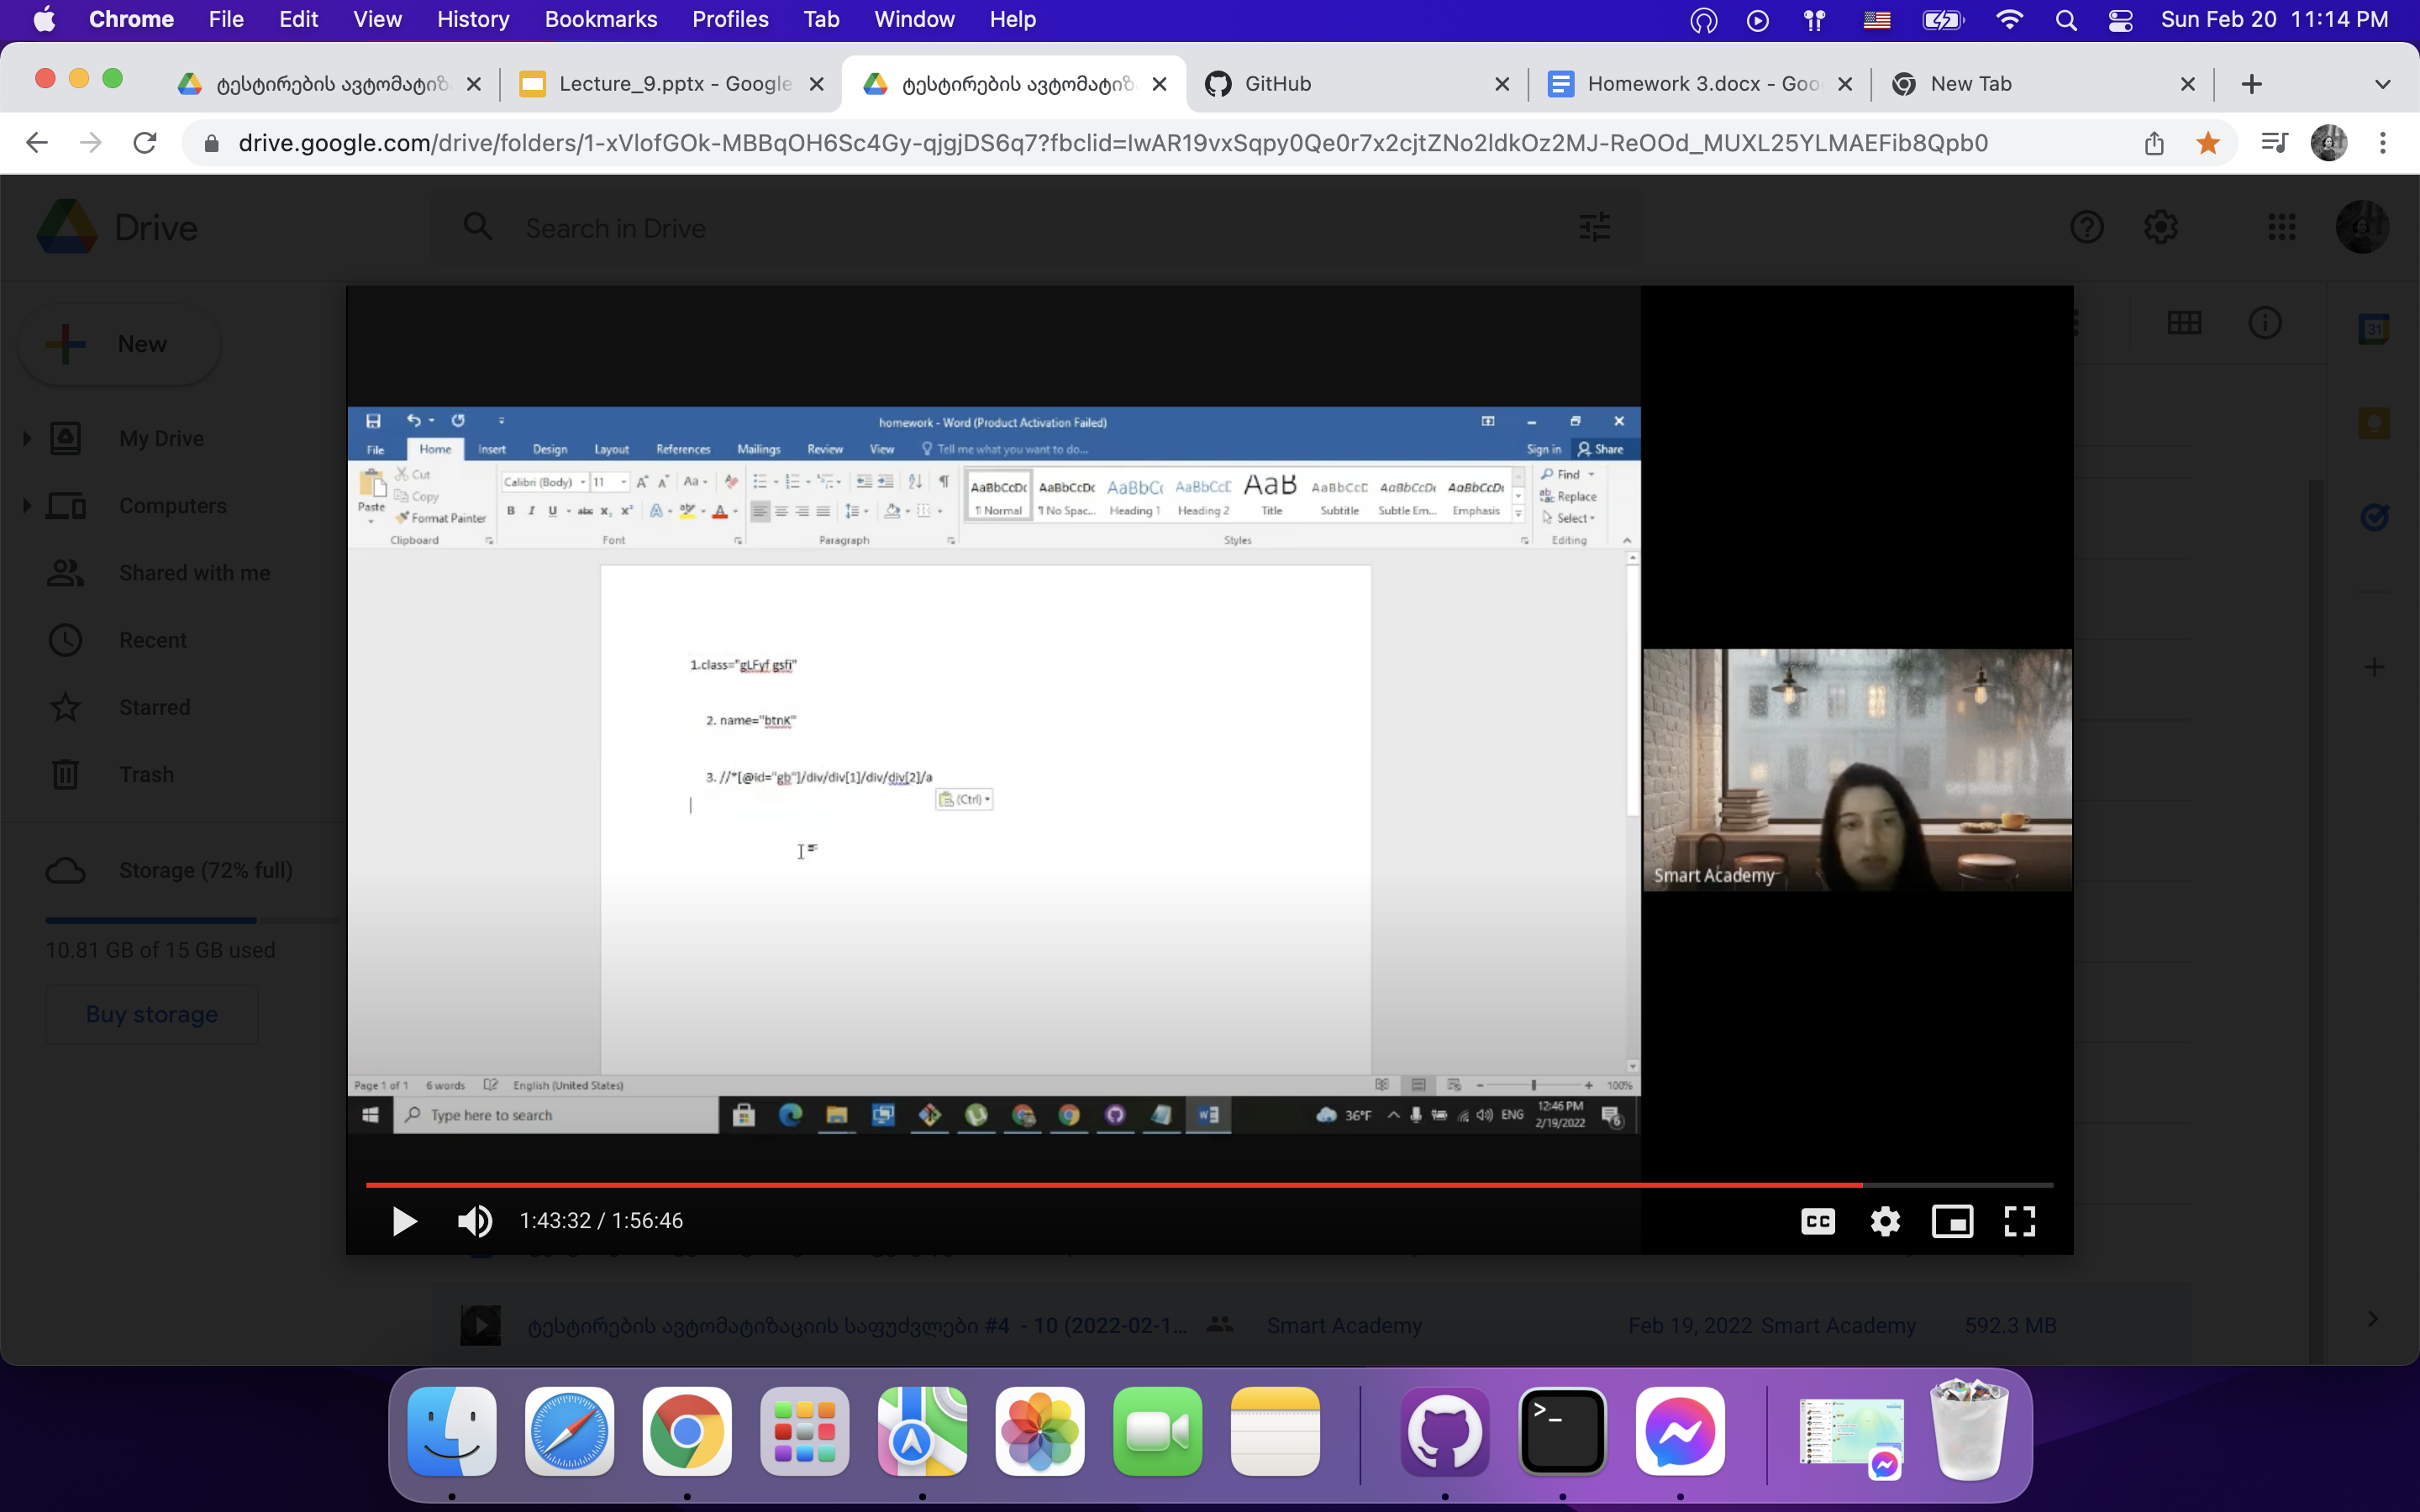 Chrome File Edit View History Bookmarks Profiles Tab Window Help Sun Feb 20 11:14 PM
ტესტირების ავტომატიზ Lecture_9.pptx - Google ტესტირების ავტომატიზ GitHub Homework 3.docx - Goo New Tab
drive.google.com/drive/folders/1-xVlofGOk-MBBqOH6Sc4Gy-qjgjDS6q7?fbclid=IwAR19vxSqpy0Qe0r7x2cjtZNo2ldkOz2MJ-ReOOd_MUXL25YLMAEFib8Qpb0
Drive Search in Drive
New
31
My Drive
Computers
Shared with me
Recent
Starred
Trash
Storage (72% full)
10.81 GB of 15 GB used
Buy storage
homework - Word (Product Activation Failed)
File Home Insert Design Layout References Mailings Review View Tell me what you want to do... Sign in Share
Paste Cut Copy Format Painter
Clipboard
Calibri (Body) 11
Font
Paragraph
AaBbCcDc AaBbCcDc AaBbC AaBbCcE AaB AaBbCcD AaBbCcDt AaBbCcDt
¶ Normal ¶ No Spac... Heading 1 Heading 2 Title Subtitle Subtle Em... Emphasis
Styles
Find
Replace
Select
Editing
1.class="gLFyf gsfi"
2. name="btnK"
3. //*[@id="gb"]/div/div[1]/div/div[2]/a
(Ctrl)
Page 1 of 1 6 words English (United States) 100%
Type here to search 36°F ENG 12:46 PM
2/19/2022
Smart Academy
1:43:32 / 1:56:46 CC
ტესტირების ავტომატიზაციის საფუძვლები #4 - 10 (2022-02-1... Smart Academy Feb 19, 2022 Smart Academy 592.3 MB